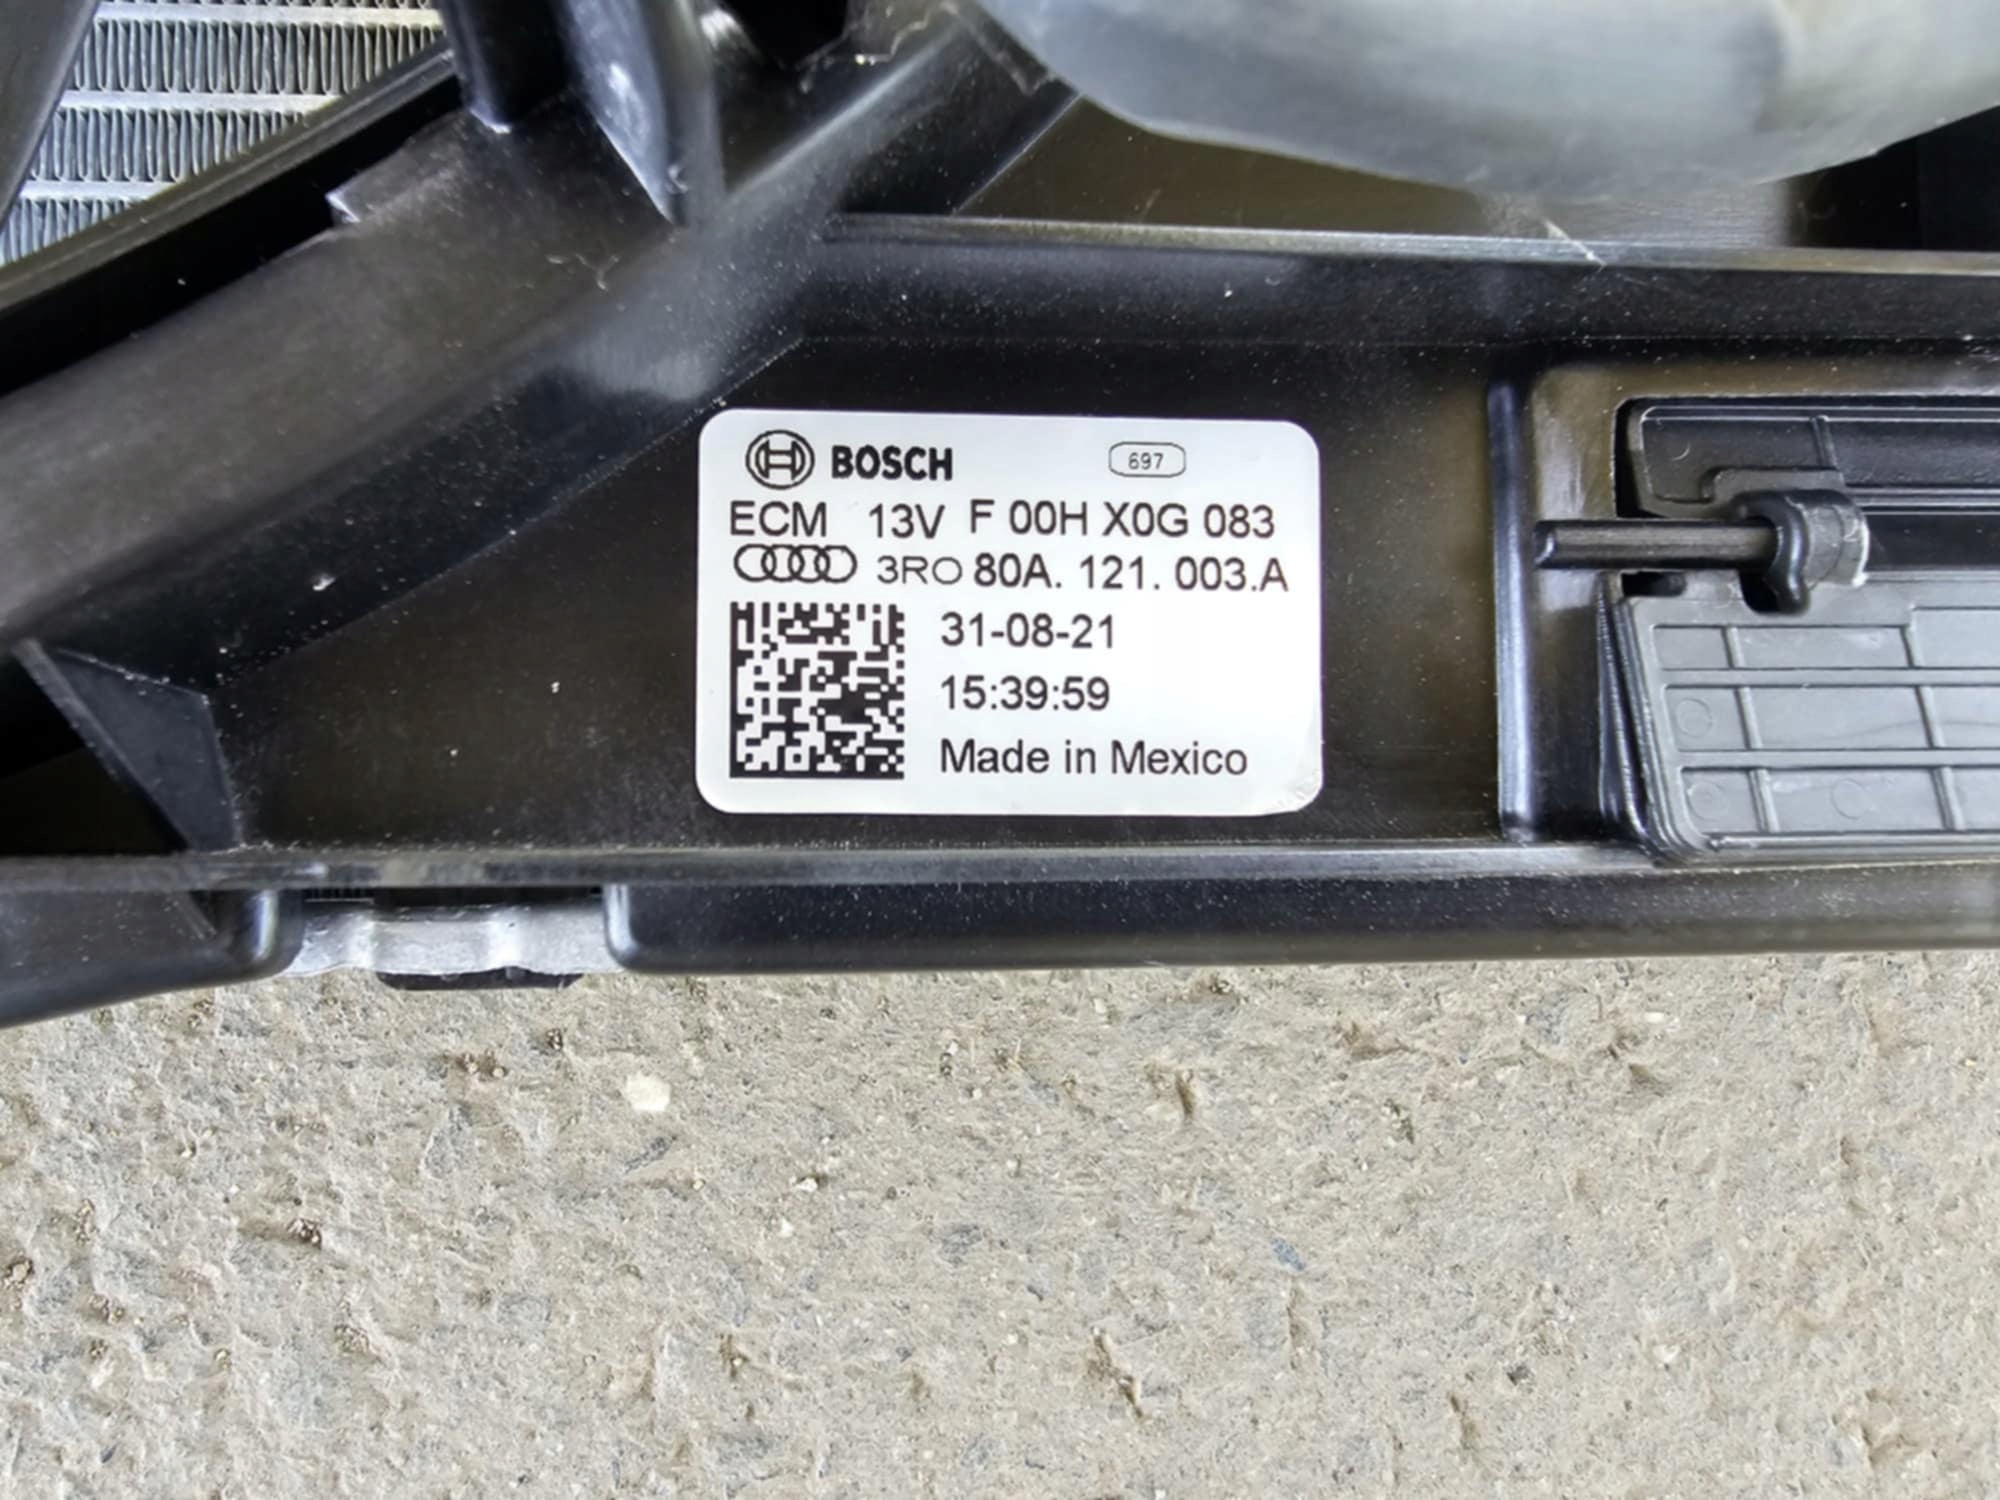 BOSCH 697
ECM 13V F 00H X0G 083
3RO 80A. 121. 003.A
31-08-21
15:39:59
Made in Mexico